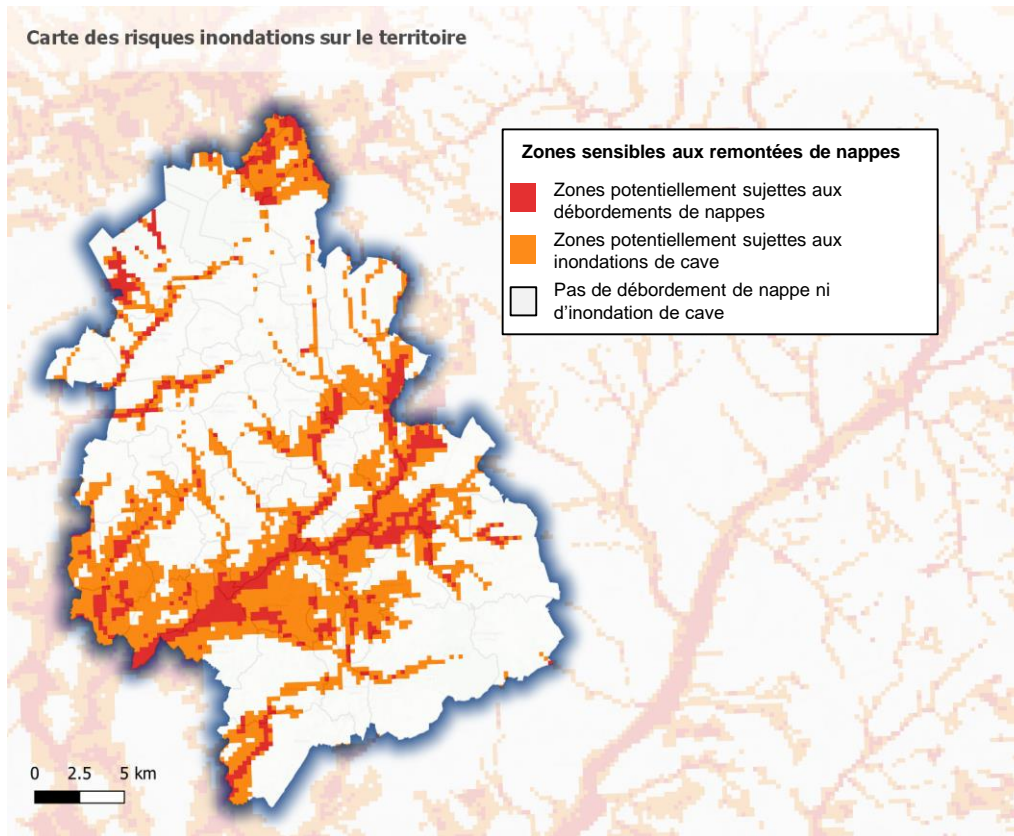 Carte des risques inondations sur le territoire
Zones sensibles aux remontées de nappes
Zones potentiellement sujettes aux
débordements de nappes
Zones potentiellement sujettes aux
inondations de cave
Pas de débordement de nappe ni
d’inondation de cave
0 2.5 5 km